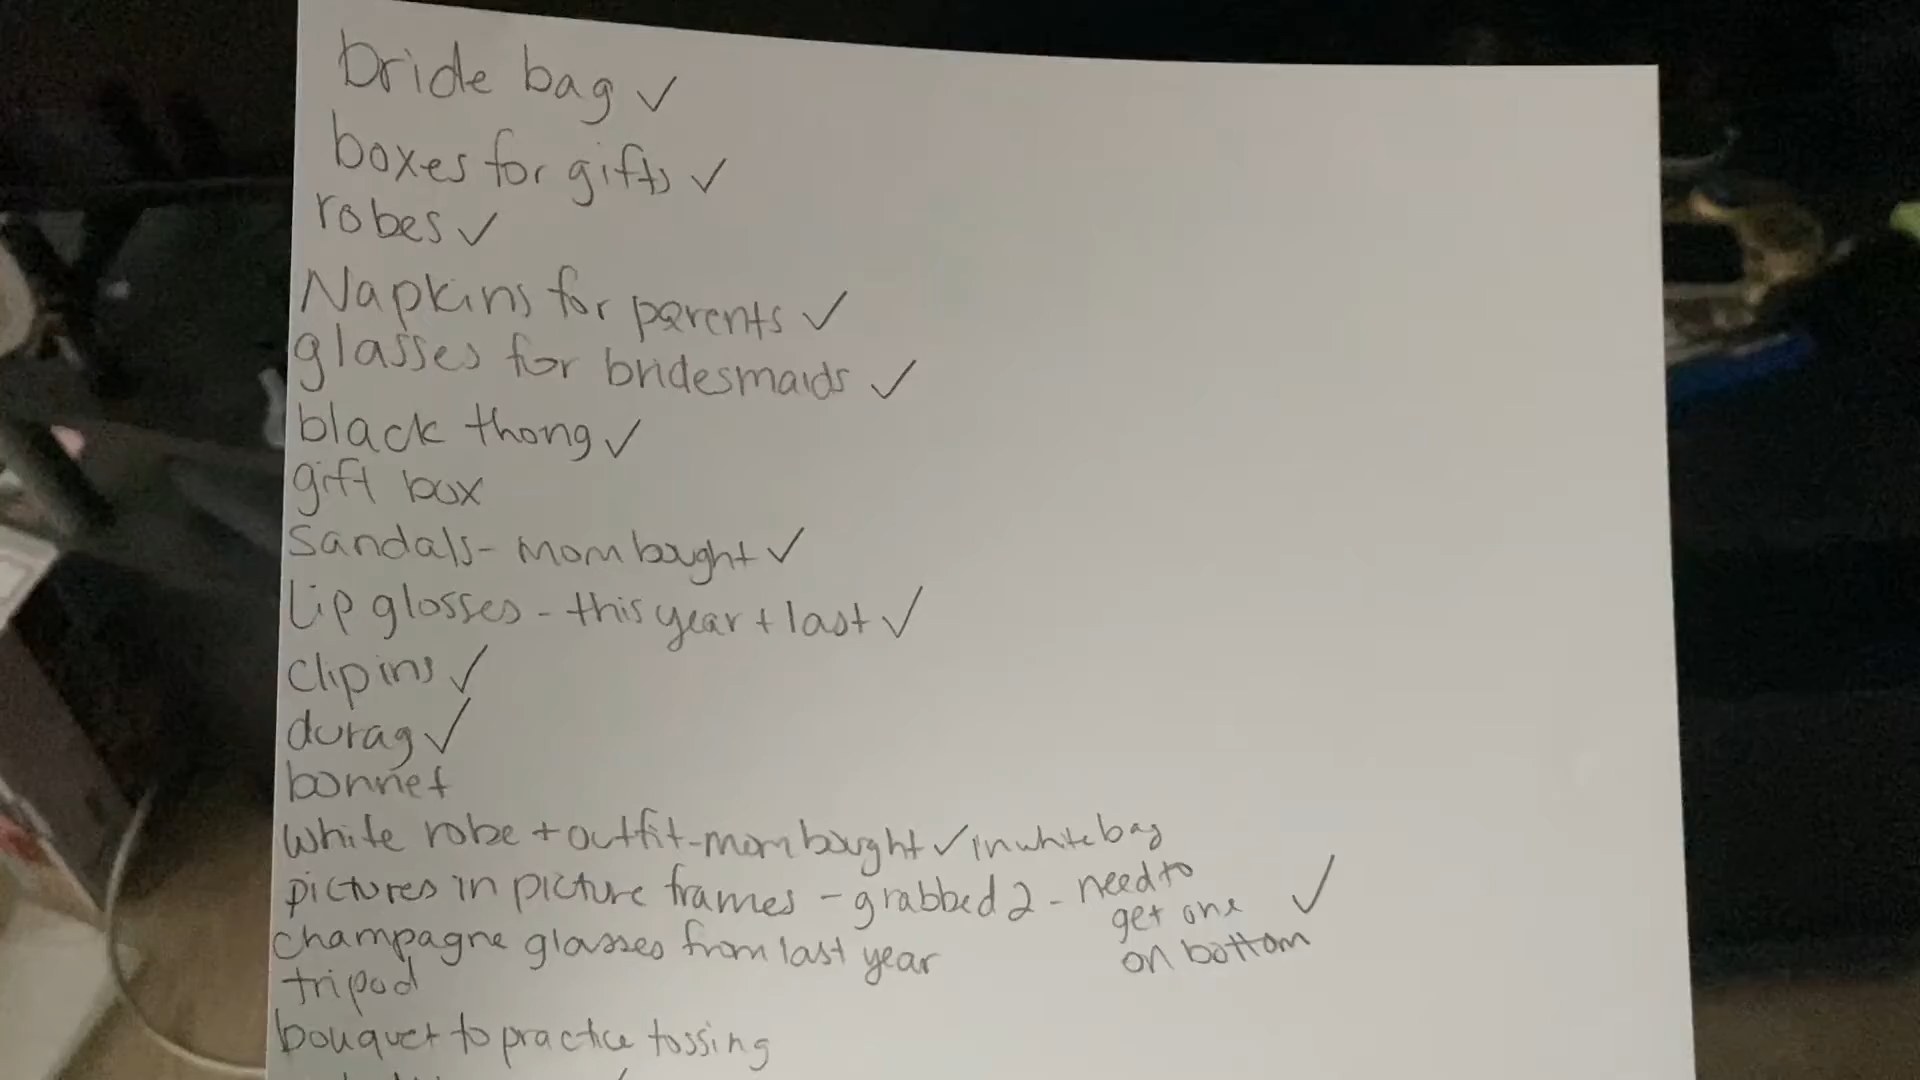 bride bag ✓
boxes for gifts ✓
robes ✓
Napkins for parents ✓
glasses for bridesmaids ✓
black thong ✓
gift box
Sandals - mom bought ✓
Lip glosses - this year + last ✓
Clip ins ✓
durag ✓
bonnet
White robe + outfit - mom bought ✓ in white bag
pictures in picture frames - grabbed 2 - need to
get one ✓
on bottom
Champagne glasses from last year
tripod
bouquet to practice tossing